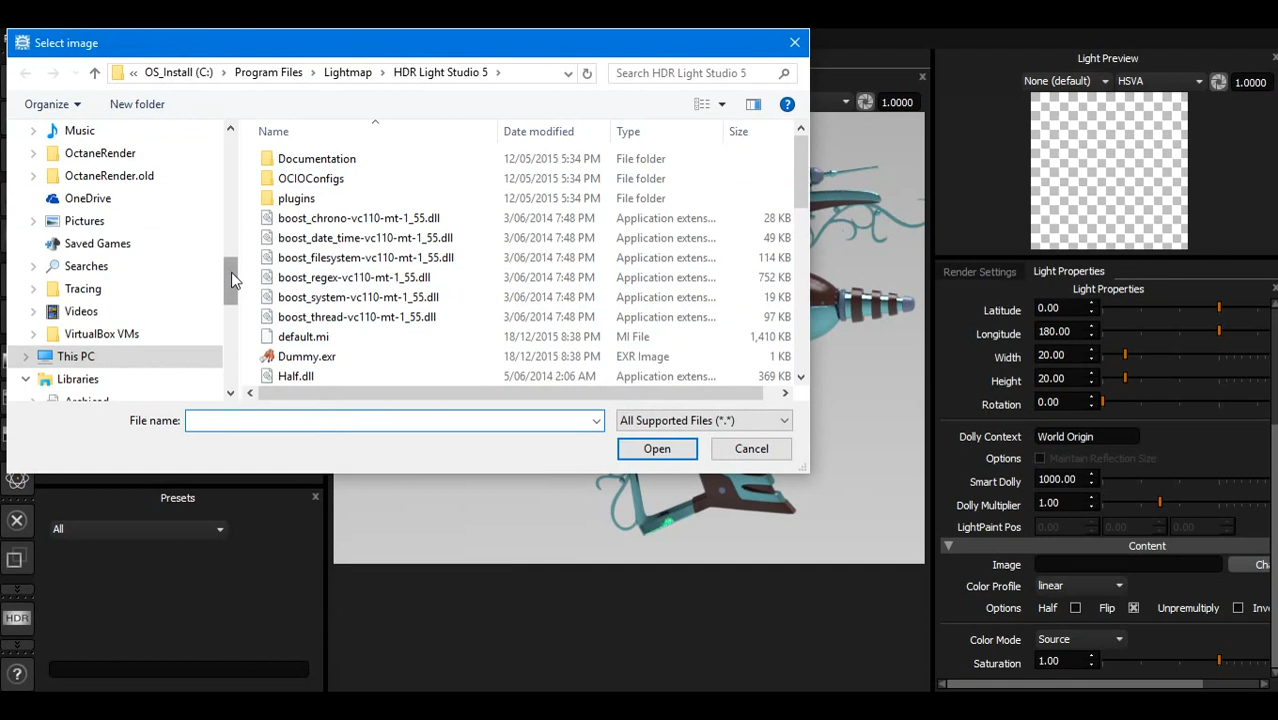 Select image
Light Preview
« OS_Install (C:) > Program Files > Lightmap > HDR Light Studio 5 >
Search HDR Light Studio 5
None (default)
HSVA
1.0000
1.0000
Organize
New folder
Music
OctaneRender
OctaneRender.old
OneDrive
Pictures
Saved Games
Searches
Tracing
Videos
VirtualBox VMs
This PC
Libraries
Name Date modified Type Size
Documentation 12/05/2015 5:34 PM File folder
OCIOConfigs 12/05/2015 5:34 PM File folder
plugins 12/05/2015 5:34 PM File folder
boost_chrono-vc110-mt-1_55.dll 3/06/2014 7:48 PM Application extens... 28 KB
boost_date_time-vc110-mt-1_55.dll 3/06/2014 7:48 PM Application extens... 49 KB
boost_filesystem-vc110-mt-1_55.dll 3/06/2014 7:48 PM Application extens... 114 KB
boost_regex-vc110-mt-1_55.dll 3/06/2014 7:48 PM Application extens... 752 KB
boost_system-vc110-mt-1_55.dll 3/06/2014 7:48 PM Application extens... 19 KB
boost_thread-vc110-mt-1_55.dll 3/06/2014 7:48 PM Application extens... 97 KB
default.mi 18/12/2015 8:38 PM MI File 1,410 KB
Dummy.exr 18/12/2015 8:38 PM EXR Image 1 KB
Half.dll 5/06/2014 2:06 AM Application extens... 369 KB
File name:
All Supported Files (*.*)
Open
Cancel
Render Settings
Light Properties
Light Properties
Latitude 0.00
Longitude 180.00
Width 20.00
Height 20.00
Rotation 0.00
Dolly Context World Origin
Options Maintain Reflection Size
Smart Dolly 1000.00
Dolly Multiplier 1.00
LightPaint Pos 0.00 0.00 0.00
Content
Image Cha
Color Profile linear
Options Half Flip Unpremultiply Inve
Color Mode Source
Saturation 1.00
Presets
All
HDR
?